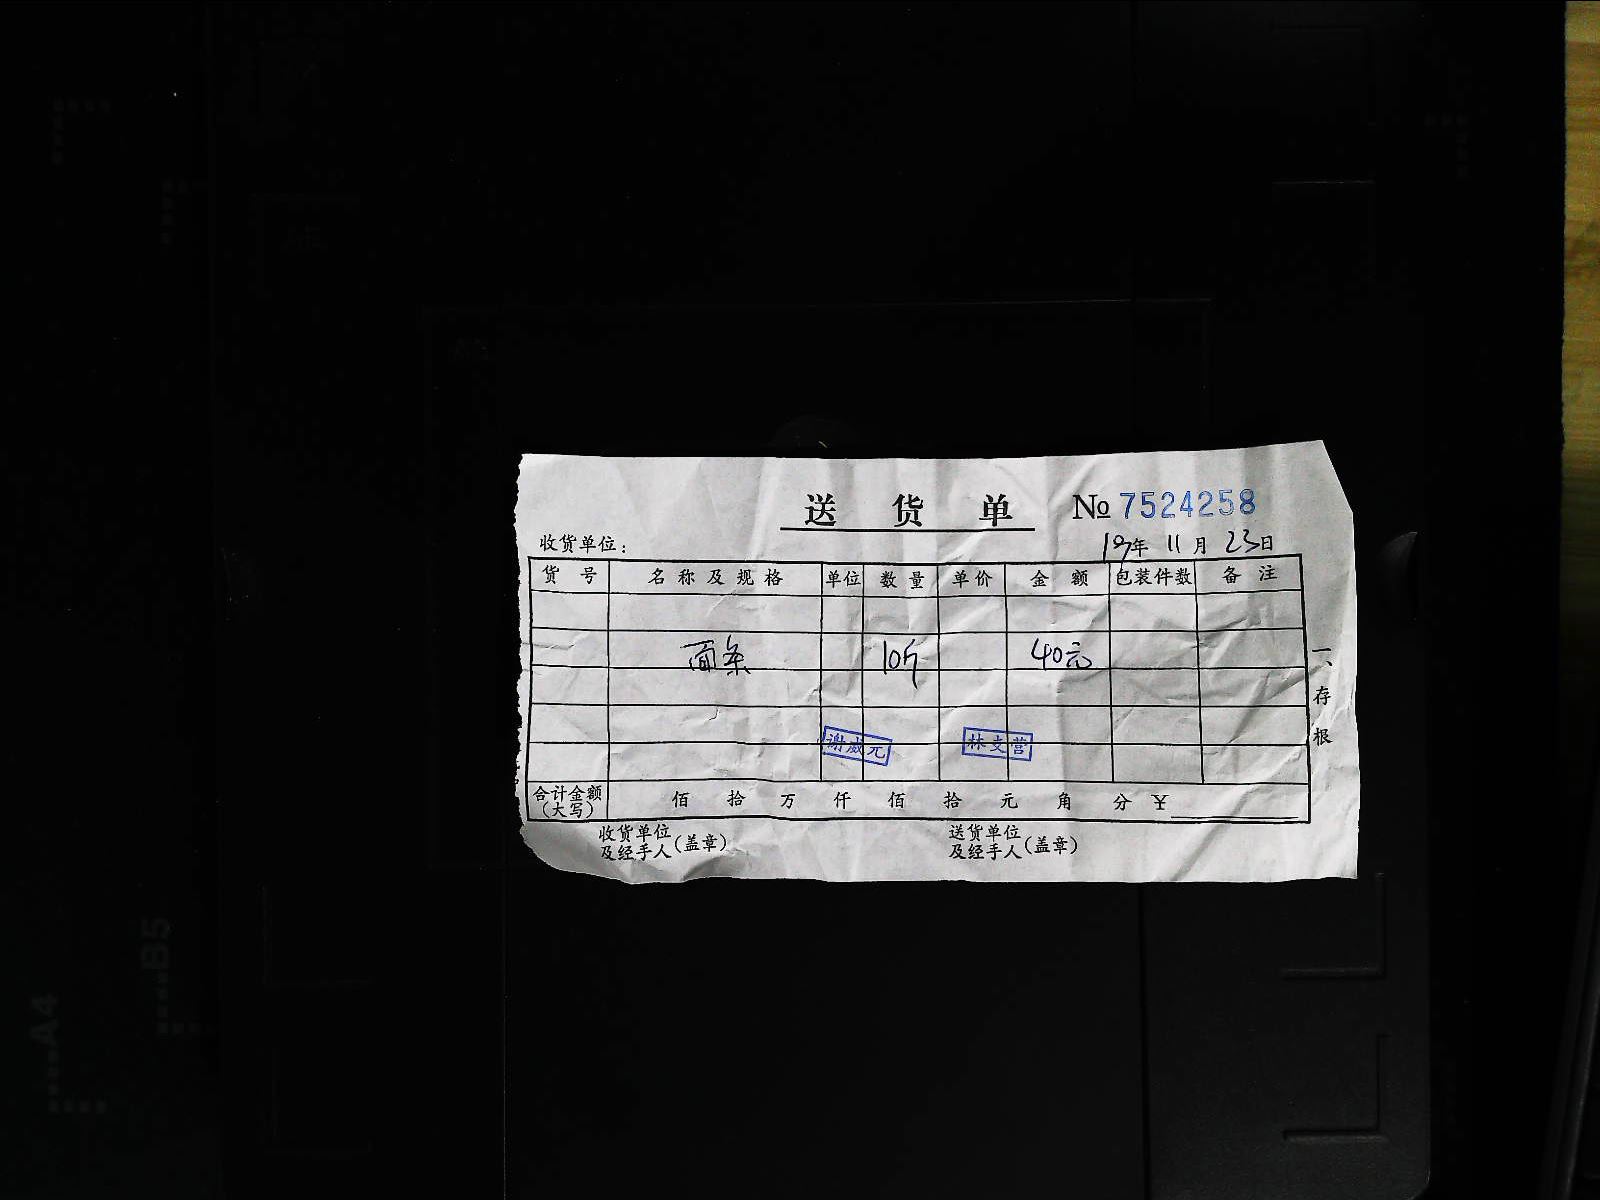 送 货 单 № 7524258
收货单位： 19年 11月 23日
货 号 名称及规格 单位 数量 单价 金 额 包装件数 备 注
面条 10斤 40元
谢威元 林支营
合计金额（大写） 佰 拾 万 仟 佰 拾 元 角 分 ￥
收货单位及经手人（盖章） 送货单位及经手人（盖章）
一、存根
B5
A4